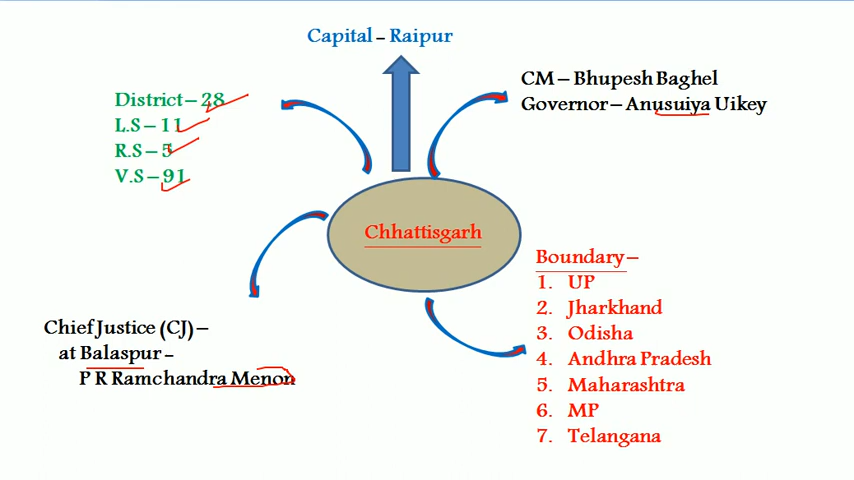 Capital – Raipur
District – 28
L.S – 11
R.S – 5
V.S – 91
CM – Bhupesh Baghel
Governor – Anusuiya Uikey
Chhattisgarh
Chief Justice (CJ) –
at Balaspur –
P R Ramchandra Menon
Boundary –
1. UP
2. Jharkhand
3. Odisha
4. Andhra Pradesh
5. Maharashtra
6. MP
7. Telangana